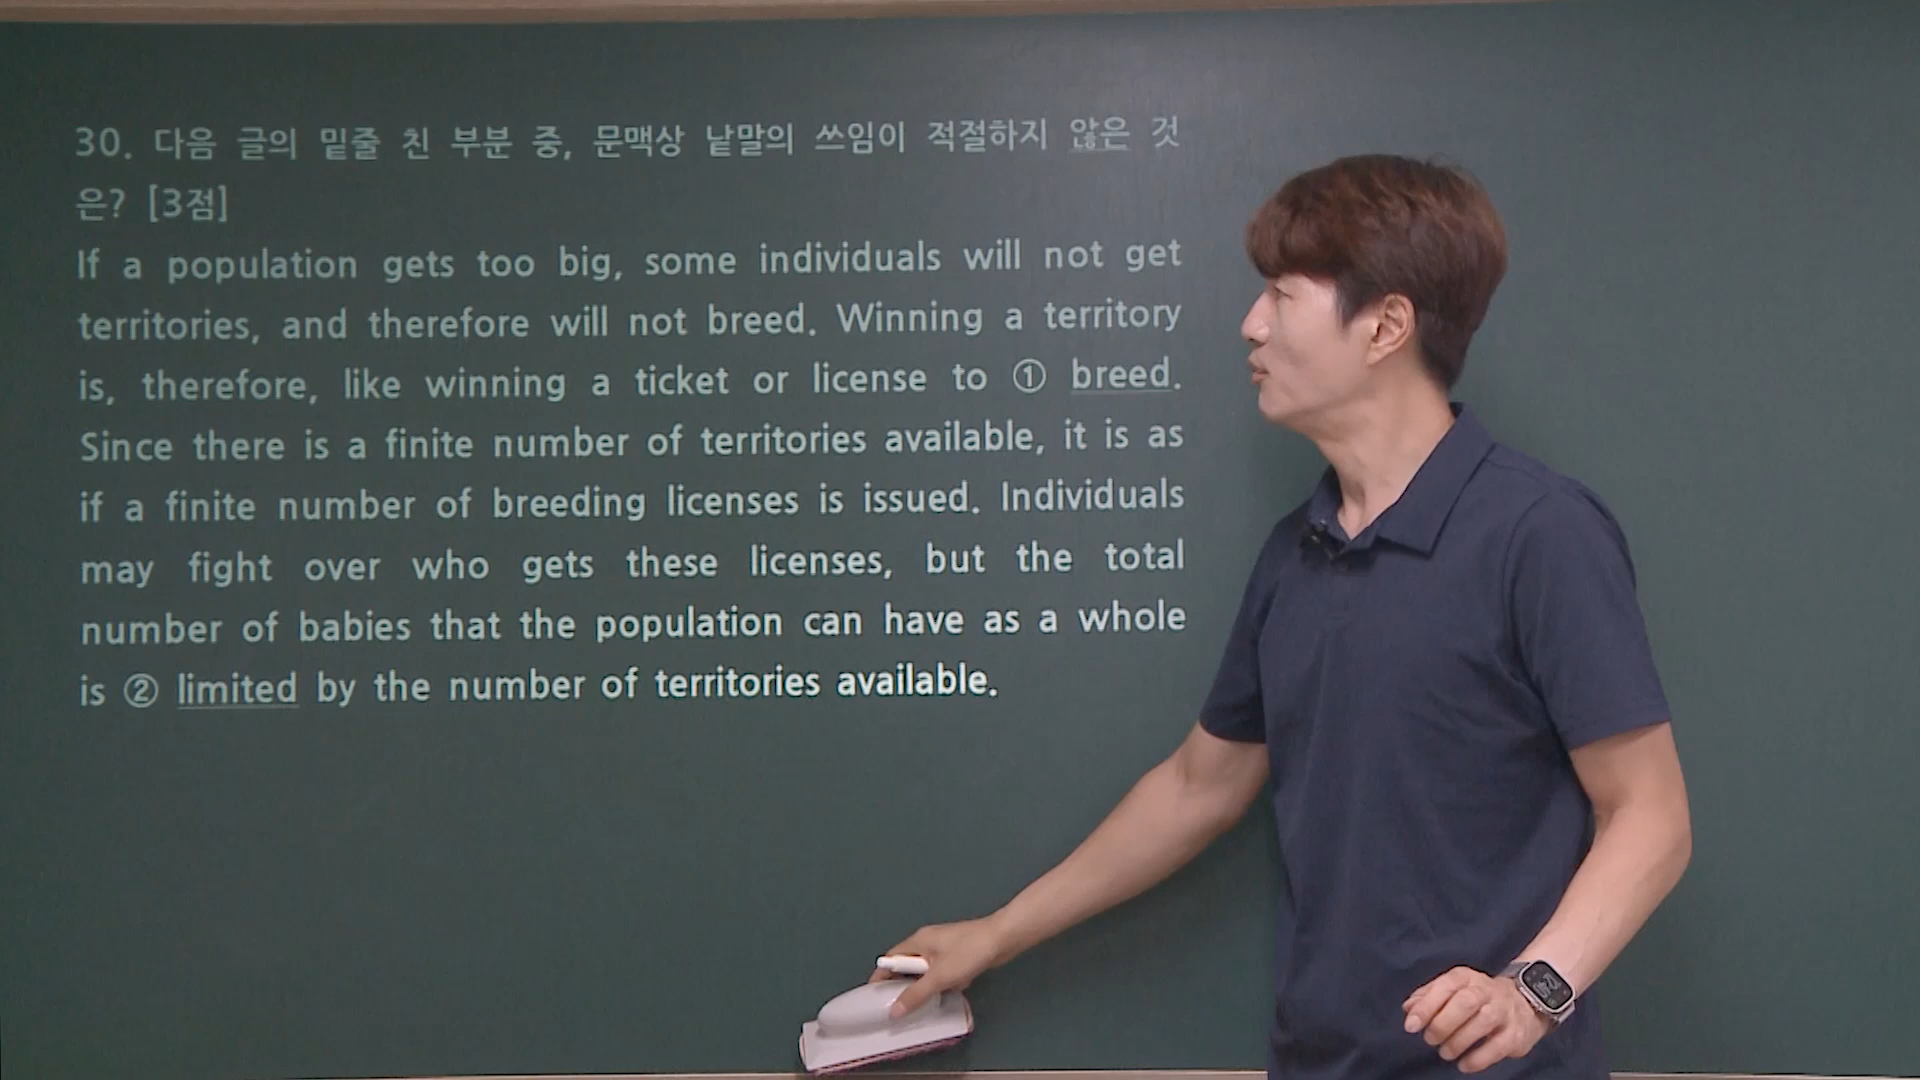 30. 다음 글의 밑줄 친 부분 중, 문맥상 낱말의 쓰임이 적절하지 않은 것
은? [3점]
If a population gets too big, some individuals will not get
territories, and therefore will not breed. Winning a territory
is, therefore, like winning a ticket or license to ① breed.
Since there is a finite number of territories available, it is as
if a finite number of breeding licenses is issued. Individuals
may fight over who gets these licenses, but the total
number of babies that the population can have as a whole
is ② limited by the number of territories available.